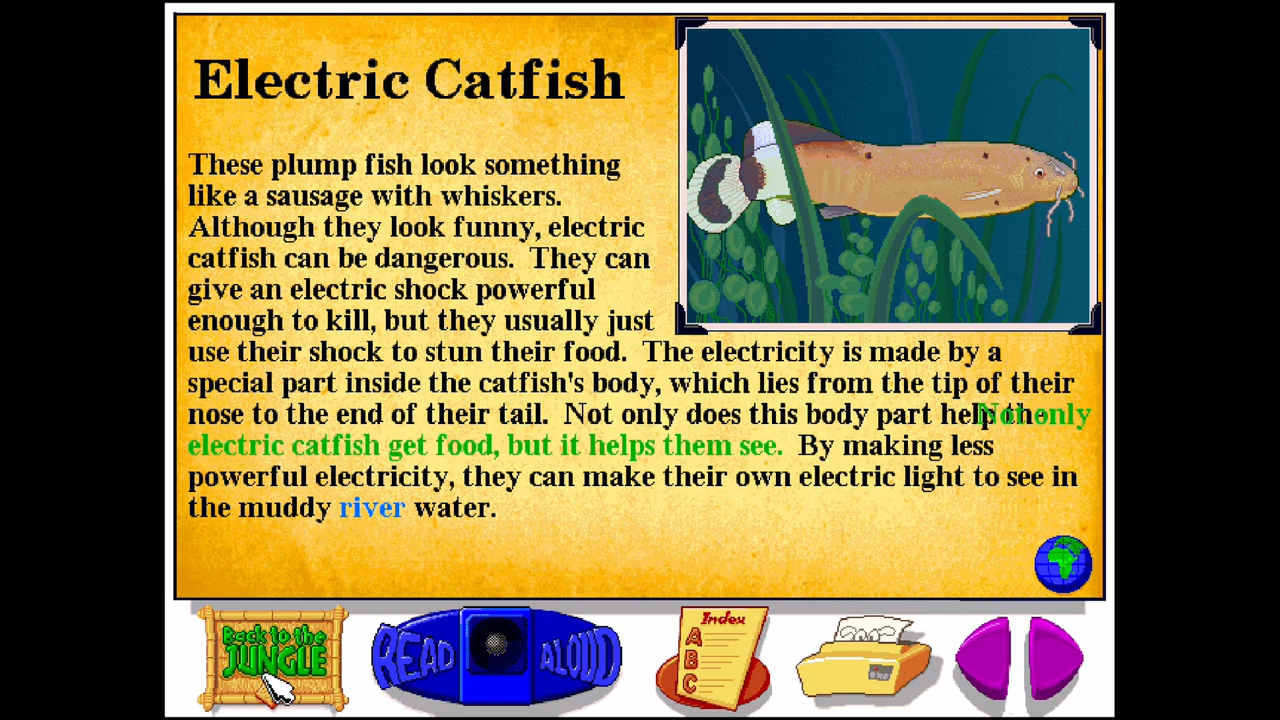 Electric Catfish
These plump fish look something
like a sausage with whiskers.
Although they look funny, electric
catfish can be dangerous.  They can
give an electric shock powerful
enough to kill, but they usually just
use their shock to stun their food.  The electricity is made by a
special part inside the catfish's body, which lies from the tip of their
nose to the end of their tail.  Not only does this body part help the Not only
electric catfish get food, but it helps them see.  By making less
powerful electricity, they can make their own electric light to see in
the muddy river water.
Back to the
JUNGLE
READ ALOUD
Index
A
B
C